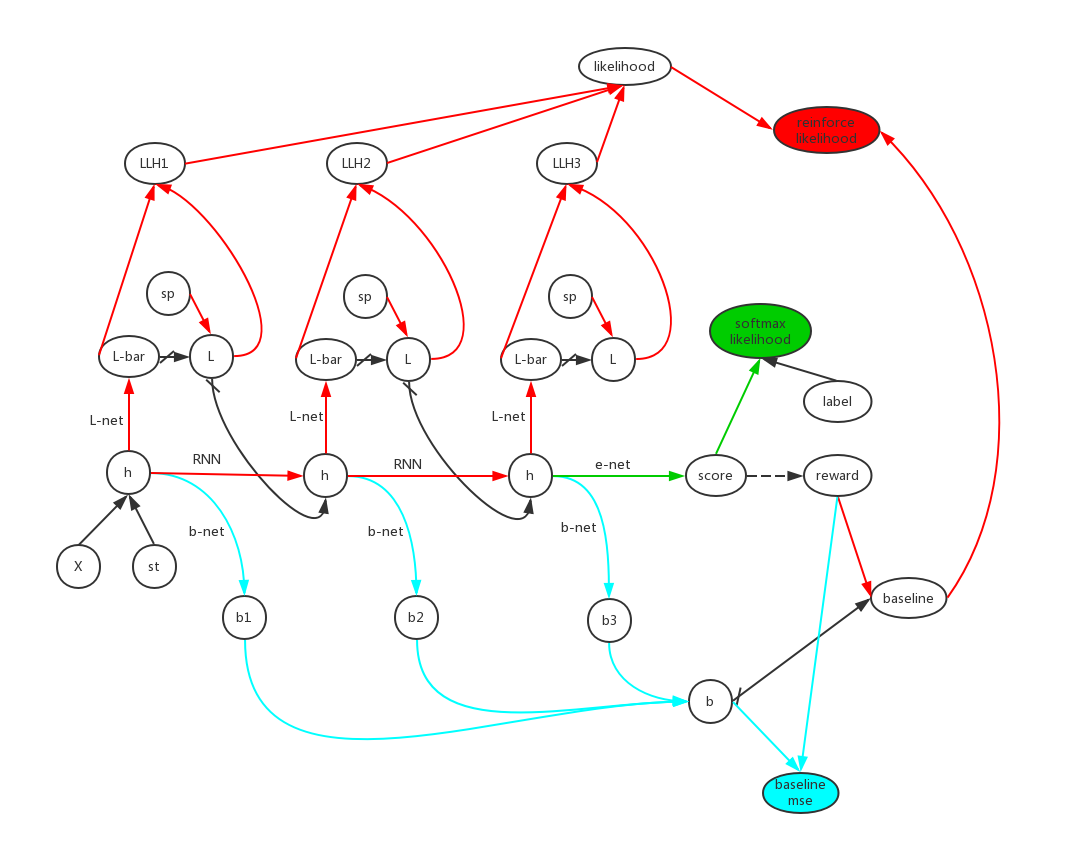 likelihood
reinforce
likelihood
LLH1
LLH2
LLH3
sp
sp
sp
softmax
likelihood
L-bar
L
L-bar
L
L-bar
L
label
L-net
L-net
L-net
RNN
RNN
e-net
h
h
h
score
reward
b-net
b-net
b-net
X
st
baseline
b1
b2
b3
b
baseline
mse